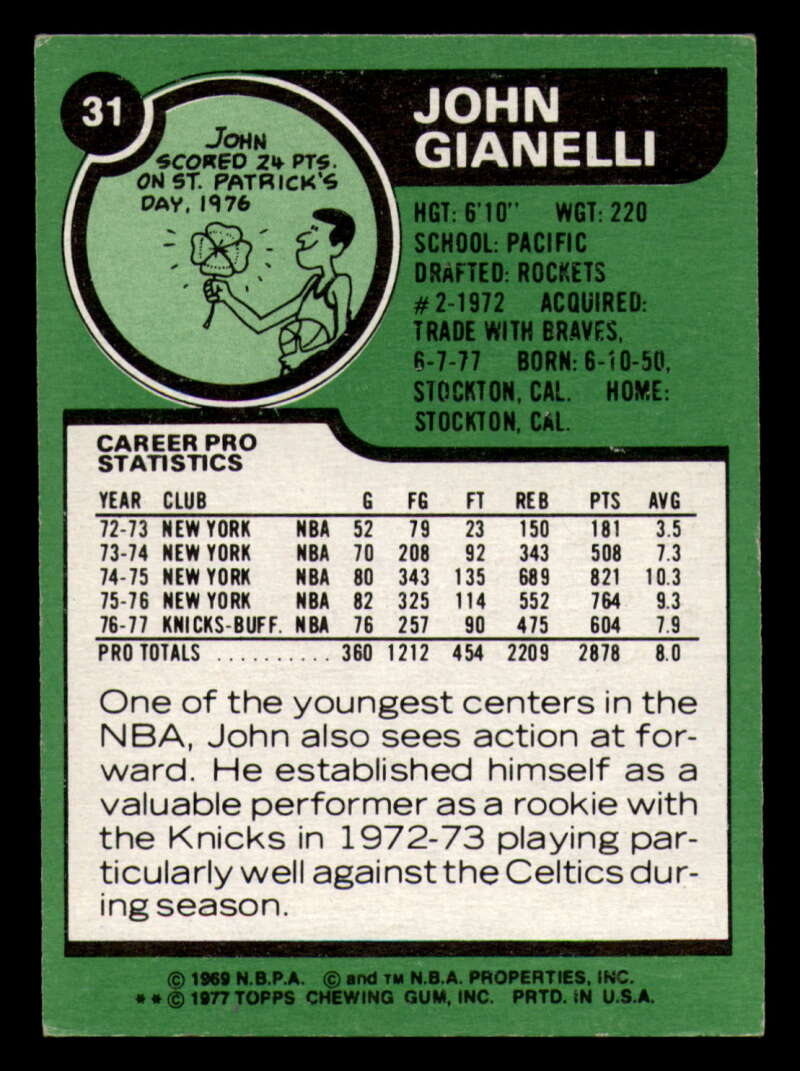 31
JOHN
GIANELLI
JOHN
SCORED 24 PTS.
ON ST. PATRICK'S
DAY, 1976
HGT: 6'10" WGT: 220
SCHOOL: PACIFIC
DRAFTED: ROCKETS
#2-1972 ACQUIRED:
TRADE WITH BRAVES,
6-7-77 BORN: 6-10-50,
STOCKTON, CAL. HOME:
STOCKTON, CAL.
CAREER PRO
STATISTICS
YEAR CLUB G FG FT REB PTS AVG
72-73 NEW YORK NBA 52 79 23 150 181 3.5
73-74 NEW YORK NBA 70 208 92 343 508 7.3
74-75 NEW YORK NBA 80 343 135 689 821 10.3
75-76 NEW YORK NBA 82 325 114 552 764 9.3
76-77 KNICKS-BUFF. NBA 76 257 90 475 604 7.9
PRO TOTALS .......... 360 1212 454 2209 2878 8.0
One of the youngest centers in the
NBA, John also sees action at for-
ward. He established himself as a
valuable performer as a rookie with
the Knicks in 1972-73 playing par-
ticularly well against the Celtics dur-
ing season.
© 1969 N.B.P.A. © and TM N.B.A. PROPERTIES, INC.
**© 1977 TOPPS CHEWING GUM, INC. PRTD. IN U.S.A.